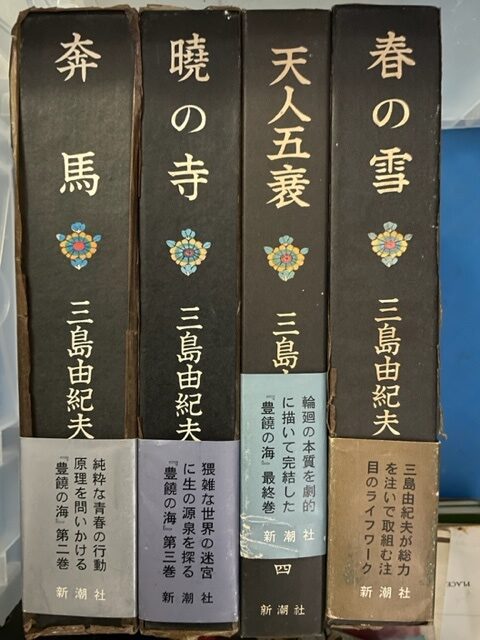 奔馬
三島由紀夫
純粋な青春の行動
原理を問いかける
『豊饒の海』第二巻
新潮社
暁の寺
三島由紀夫
猥雑な世界の迷宮
に生の源泉を探る
『豊饒の海』第三巻
新潮社
天人五衰
三島
輪廻の本質を劇的
に描いて完結した
『豊饒の海』最終巻
新潮社
四
新潮社
春の雪
三島由紀夫
三島由紀夫が総力
を注いで取組む注
目のライフワーク
新潮社
PLACE